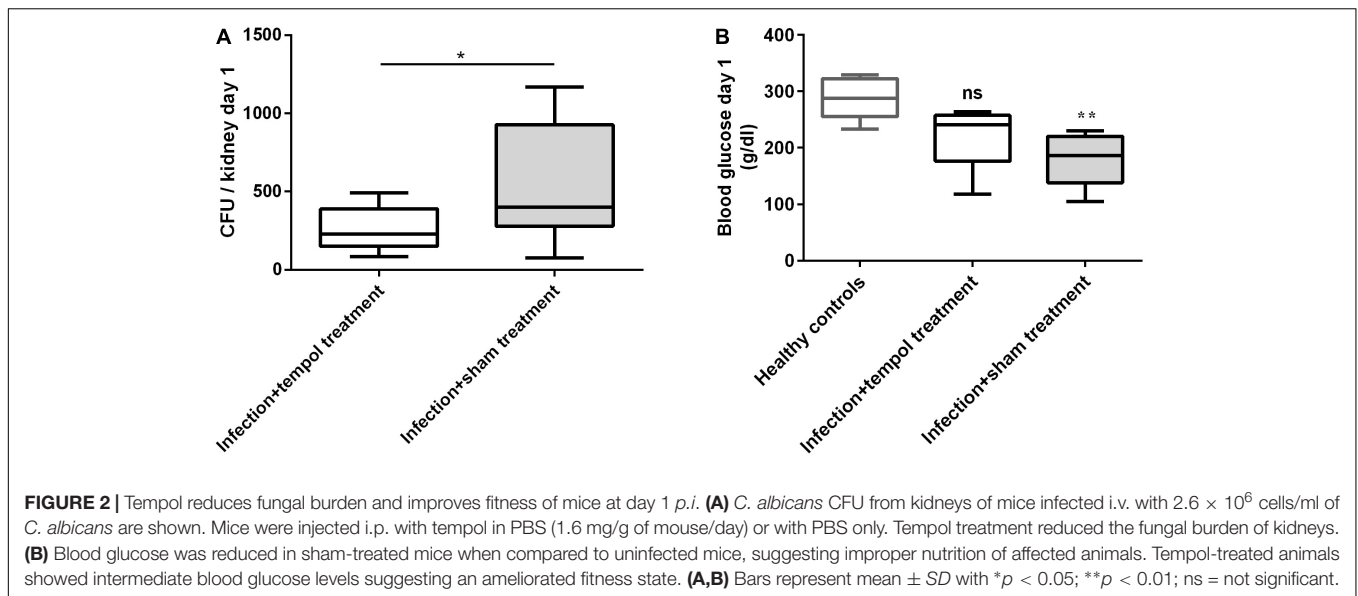 A
1500
1000
500
0
CFU / kidney day 1
*
Infection+tempol treatment
Infection+sham treatment
B
400
300
200
100
0
Blood glucose day 1
(g/dl)
ns
**
Healthy controls
Infection+tempol treatment
Infection+sham treatment
FIGURE 2 | Tempol reduces fungal burden and improves fitness of mice at day 1 p.i. (A) C. albicans CFU from kidneys of mice infected i.v. with 2.6 × 10⁶ cells/ml of
C. albicans are shown. Mice were injected i.p. with tempol in PBS (1.6 mg/g of mouse/day) or with PBS only. Tempol treatment reduced the fungal burden of kidneys.
(B) Blood glucose was reduced in sham-treated mice when compared to uninfected mice, suggesting improper nutrition of affected animals. Tempol-treated animals
showed intermediate blood glucose levels suggesting an ameliorated fitness state. (A,B) Bars represent mean ± SD with *p < 0.05; **p < 0.01; ns = not significant.